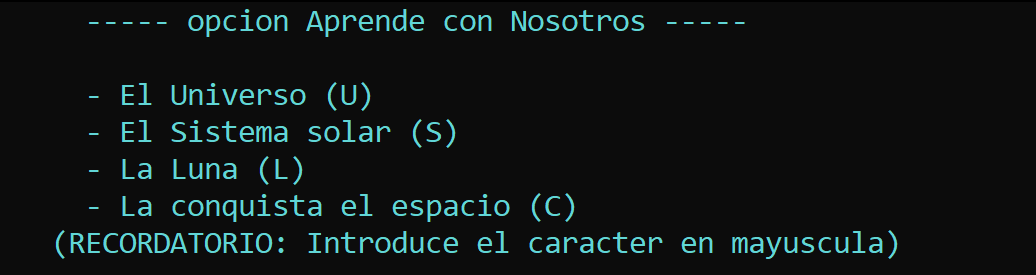 ----- opcion Aprende con Nosotros -----
- El Universo (U)
- El Sistema solar (S)
- La Luna (L)
- La conquista el espacio (C)
(RECORDATORIO: Introduce el caracter en mayuscula)